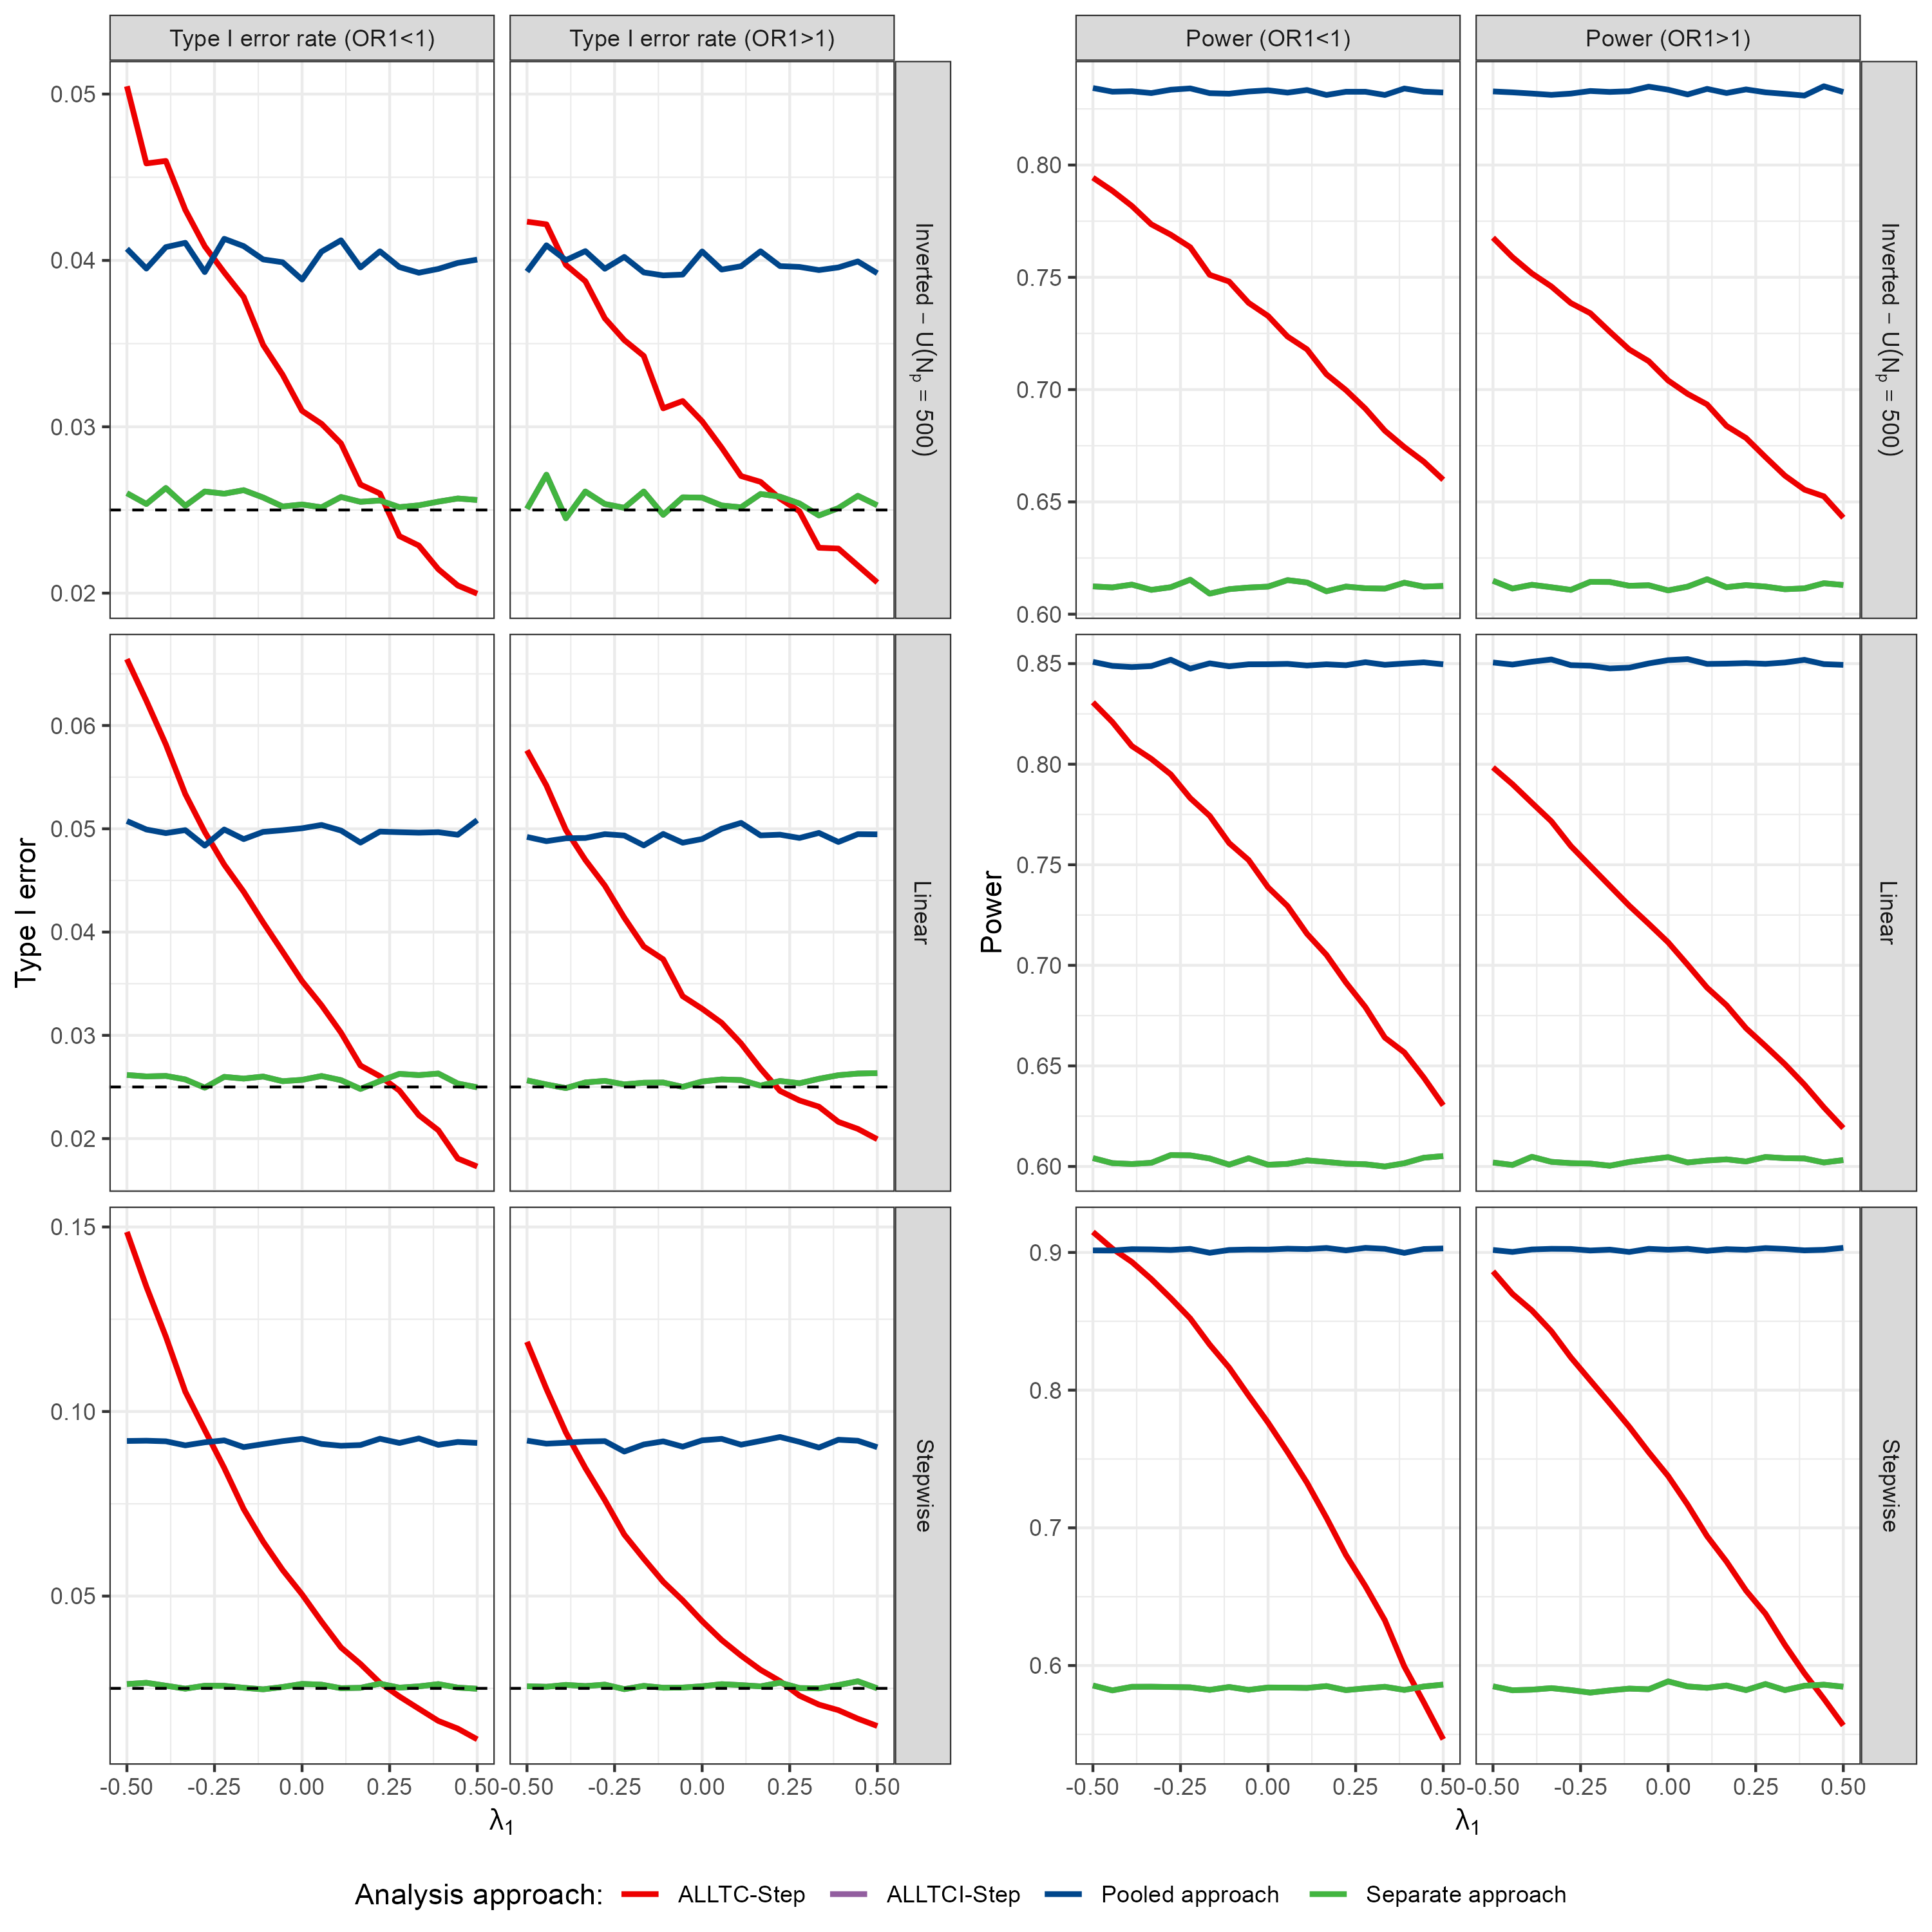 Type I error rate (OR1<1)
Type I error rate (OR1>1)
Power (OR1<1)
Power (OR1>1)
0.05
0.04
0.03
0.02
Inverted − U(Np = 500)
0.80
0.75
0.70
0.65
0.60
Inverted − U(Np = 500)
Type I error
0.06
0.05
0.04
0.03
0.02
Linear
Power
0.85
0.80
0.75
0.70
0.65
0.60
Linear
0.15
0.10
0.05
Stepwise
0.9
0.8
0.7
0.6
Stepwise
-0.50 -0.25 0.00 0.25 0.50
-0.50 -0.25 0.00 0.25 0.50
-0.50 -0.25 0.00 0.25 0.50
-0.50 -0.25 0.00 0.25 0.50
λ1
λ1
Analysis approach: ALLTC-Step ALLTCI-Step Pooled approach Separate approach